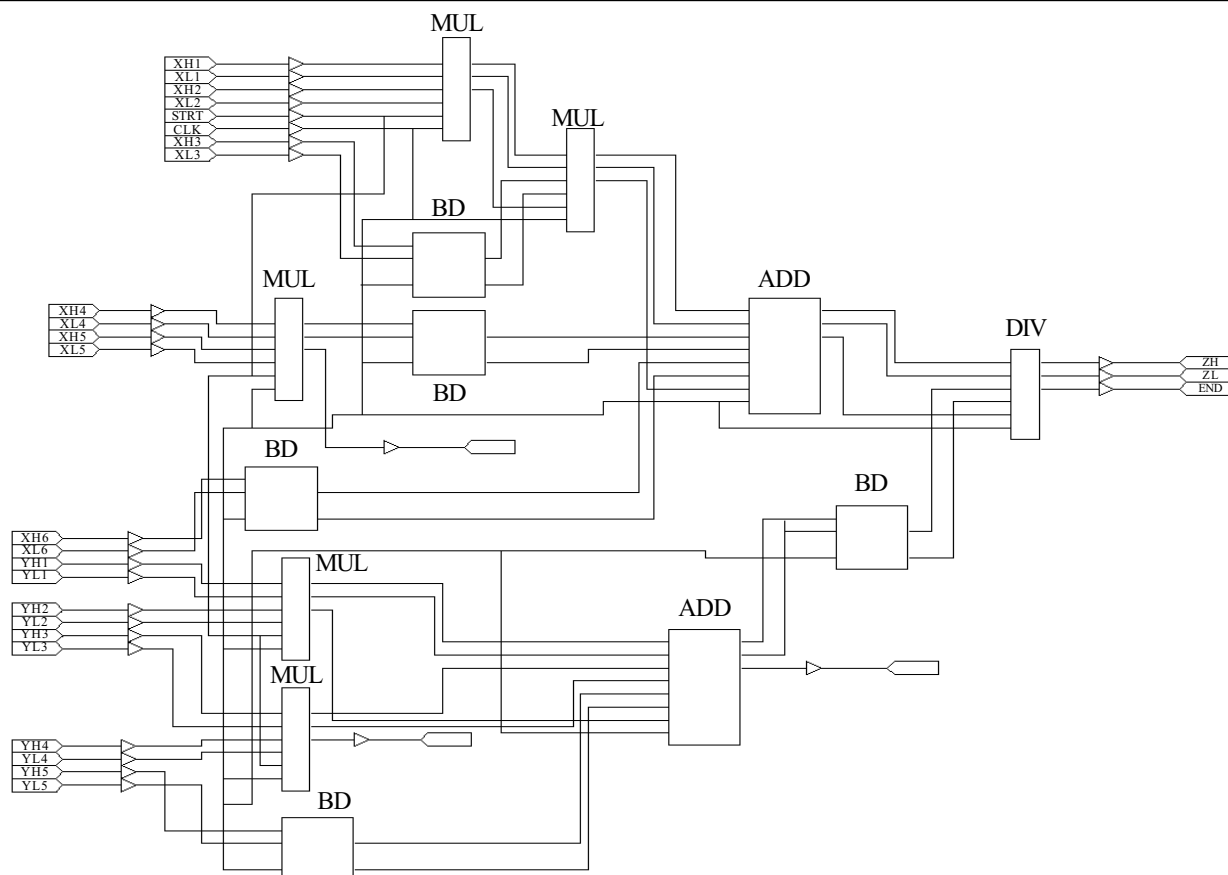 MUL
XH1
XL1
XH2
XL2
STRT
CLK
XH3
XL3
MUL
BD
MUL
ADD
XH4
XL4
XH5
XL5
DIV
ZH
ZL
END
BD
BD
BD
XH6
XL6
YH1
YL1
MUL
YH2
YL2
YH3
YL3
ADD
MUL
YH4
YL4
YH5
YL5
BD